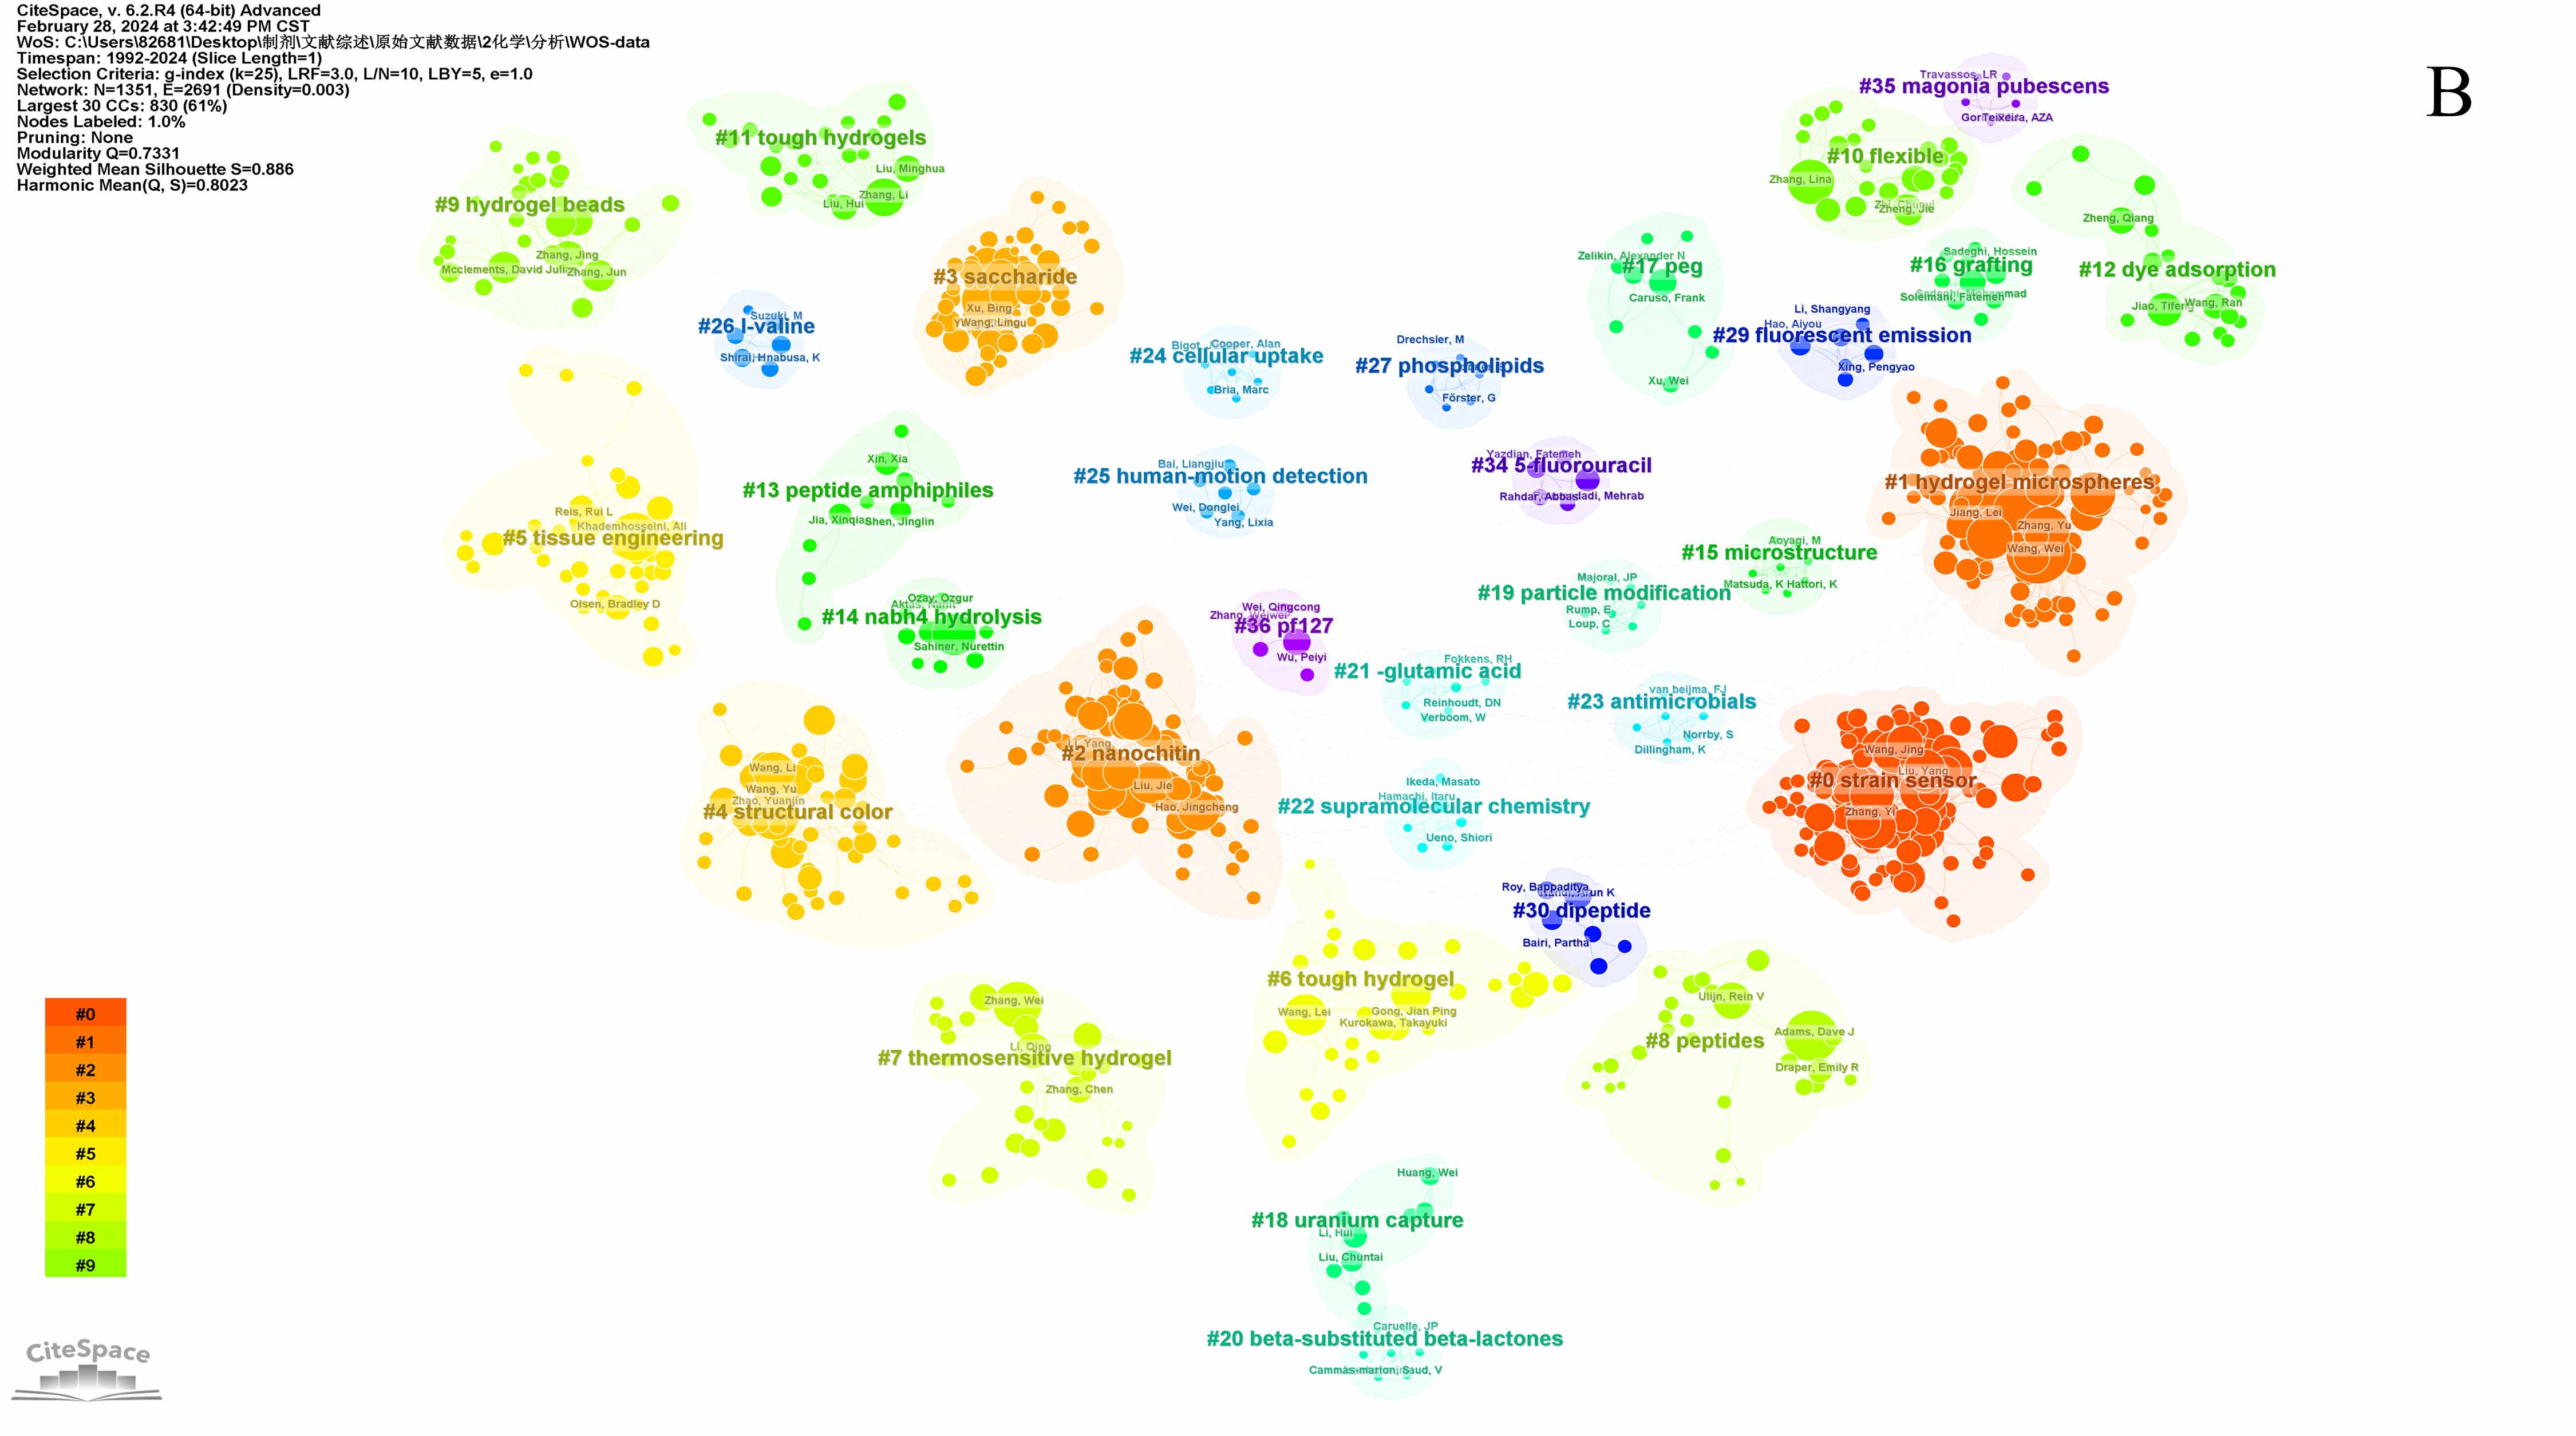 CiteSpace, v. 6.2.R4 (64-bit) Advanced
February 28, 2024 at 3:42:49 PM CST
WoS: C:\Users\82681\Desktop\制剂\文献综述\原始文献数据\2化学\分析\WOS-data
Timespan: 1992-2024 (Slice Length=1)
Selection Criteria: g-index (k=25), LRF=3.0, L/N=10, LBY=5, e=1.0
Network: N=1351, E=2691 (Density=0.003)
Largest 30 CCs: 830 (61%)
Nodes Labeled: 1.0%
Pruning: None
Modularity Q=0.7331
Weighted Mean Silhouette S=0.886
Harmonic Mean(Q, S)=0.8023
B
Travassos, LR
#35 magonia pubescens
Teixeira, AZA
#11 tough hydrogels
Liu, Minghua
Zhang, Li
Liu, Hui
#10 flexible
Zhang, Lina
Zheng, Jie
#9 hydrogel beads
Zhang, Jing
Mcclements, David
Zhang, Jun
Zheng, Qiang
#12 dye adsorption
Jiao, Tifeng
Wang, Ran
#3 saccharide
Xu, Bing
Wang, Lingu
Zelikin, Alexander N
#17 peg
Caruso, Frank
Xu, Wei
Sadeghi, Hossein
#16 grafting
Soleimani, Fatemeh
Suzuki, M
#26 l-valine
Shirai, H
Hanabusa, K
Li, Shangyang
Hao, Aiyou
#29 fluorescent emission
Xing, Pengyao
Cooper, Alan
#24 cellular uptake
Bria, Marc
Drechsler, M
#27 phospholipids
Förster, G
Xin, Xia
#13 peptide amphiphiles
Jia, Xinqiao
Shen, Jinglin
Bai, Liangjiu
#25 human-motion detection
Wei, Donglei
Yang, Lixia
Yazdian, Fatemeh
#34 5-fluorouracil
Rahdar, Abbas
#1 hydrogel microspheres
Jiang, Lei
Zhang, Yu
Wang, Wei
Reis, Rui L
Khademhosseini, Ali
#5 tissue engineering
Olsen, Bradley D
Aoyagi, M
#15 microstructure
Matsuda, K
Hattori, K
Majoral, JP
#19 particle modification
Rump, E
Loup, C
Ozay, Ozgur
#14 nabh4 hydrolysis
Sahiner, Nurettin
Wei, Qingcong
#36 pf127
Wu, Peiyi
Fokkens, RH
#21 -glutamic acid
Reinhoudt, DN
Verboom, W
van beijma, FJ
#23 antimicrobials
Norrby, S
Dillingham, K
Li, Yang
#2 nanochitin
Liu, Jie
Hao, Jingcheng
Wang, Jing
Liu, Yang
#0 strain sensor
Zhang, Yi
Wang, Li
Wang, Yu
Zhao, Yuanjin
#4 structural color
Ikeda, Masato
Hamachi, Itaru
#22 supramolecular chemistry
Ueno, Shiori
Roy, Bappaditya
#30 dipeptide
Bairi, Partha
#6 tough hydrogel
Wang, Lei
Gong, Jian Ping
Kurokawa, Takayuki
Zhang, Wei
Li, Qing
#7 thermosensitive hydrogel
Zhang, Chen
Ulijn, Rein V
Adams, Dave J
#8 peptides
Draper, Emily R
Huang, Wei
#18 uranium capture
Li, Hui
Liu, Chuntai
Caruelle, JP
#20 beta-substituted beta-lactones
Cammas-marion, S
Saud, V
#0
#1
#2
#3
#4
#5
#6
#7
#8
#9
CiteSpace